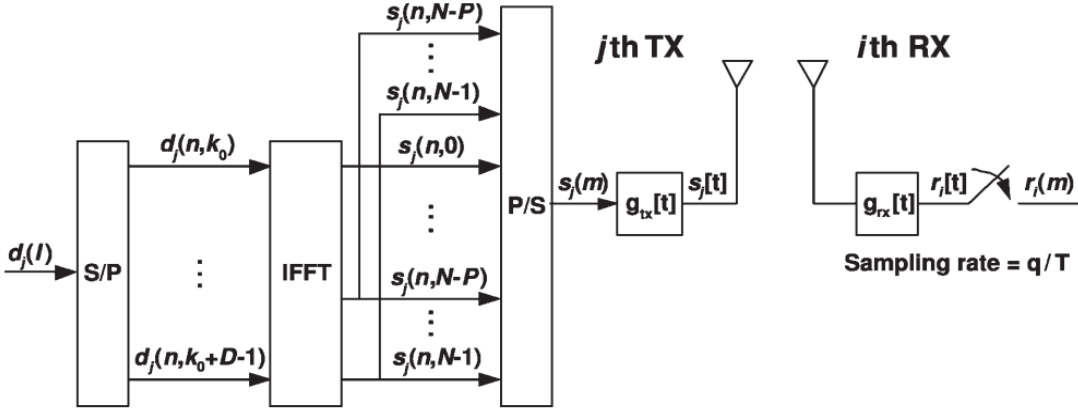 s_j(n,N-P)
s_j(n,N-1)
jth TX
ith RX
d_j(n,k_0)
s_j(n,0)
d_j(l)
S/P
IFFT
P/S
s_j(m)
g_tx[t]
s_j[t]
g_rx[t]
r_i[t]
r_i(m)
Sampling rate = q/T
s_j(n,N-P)
d_j(n,k_0+D-1)
s_j(n,N-1)